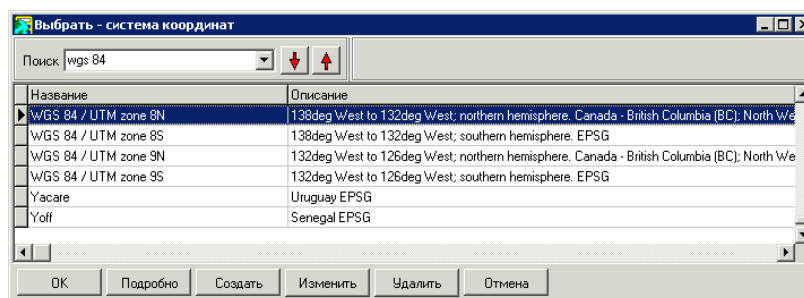 Выбрать - система координат
Поиск wgs 84
Название Описание
WGS 84 / UTM zone 8N 138deg West to 132deg West; northern hemisphere. Canada - British Columbia (BC); North We
WGS 84 / UTM zone 8S 138deg West to 132deg West; southern hemisphere. EPSG
WGS 84 / UTM zone 9N 132deg West to 126deg West; northern hemisphere. Canada - British Columbia (BC); North We
WGS 84 / UTM zone 9S 132deg West to 126deg West; southern hemisphere. EPSG
Yacare Uruguay EPSG
Yoff Senegal EPSG
OK Подробно Создать Изменить Удалить Отмена